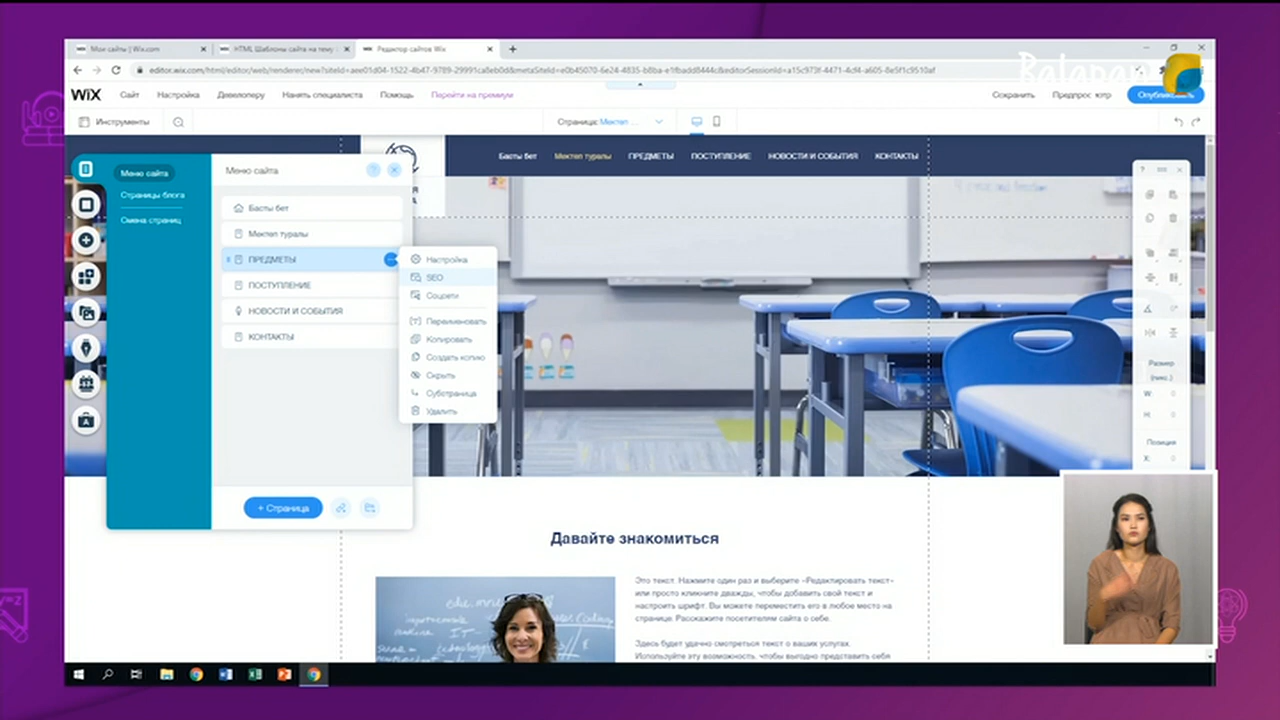 Мои сайты | Wix.com
HTML Шаблоны сайта на тему
Редактор сайтов Wix
Balapan
WiX
Сайт
Настройка
Девелоперу
Нанять специалиста
Помощь
Перейти на премиум
Сохранить
Опубликовать
Инструменты
Страница: Мектеп ...
Басты бет
Мектеп туралы
ПРЕДМЕТЫ
ПОСТУПЛЕНИЕ
НОВОСТИ И СОБЫТИЯ
КОНТАКТЫ
Меню сайта
Страницы блога
Смена страниц
Меню сайта
Басты бет
Мектеп туралы
ПРЕДМЕТЫ
ПОСТУПЛЕНИЕ
НОВОСТИ И СОБЫТИЯ
КОНТАКТЫ
+ Страница
Настройка
SEO
Соцсети
Переименовать
Копировать
Создать копию
Скрыть
Субстраница
Удалить
Размер
(пикс.)
W:
H:
Позиция
X:
Давайте знакомиться
Это текст. Нажмите один раз и выберите «Редактировать текст»
или просто кликните дважды, чтобы добавить свой текст и
настроить шрифт. Вы можете переместить его в любое место на
странице. Расскажите посетителям сайта о себе.
Здесь будет удачно смотреться текст о ваших услугах.
Используйте эту возможность, чтобы выгодно представить себя